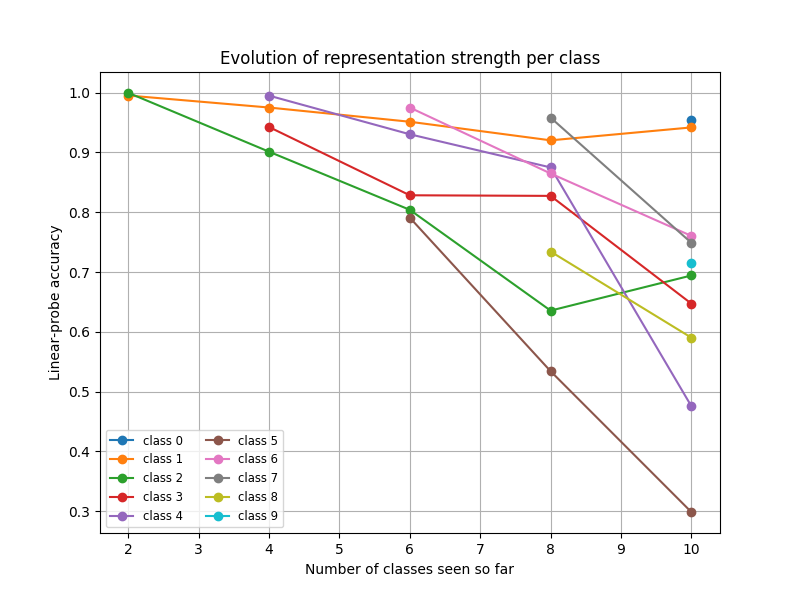 Evolution of representation strength per class
Linear-probe accuracy
1.0
0.9
0.8
0.7
0.6
0.5
0.4
0.3
class 0
class 1
class 2
class 3
class 4
class 5
class 6
class 7
class 8
class 9
2 3 4 5 6 7 8 9 10
Number of classes seen so far